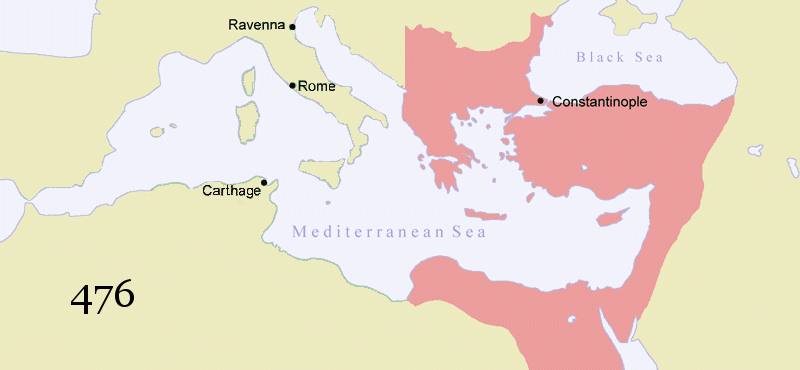 Ravenna
Black Sea
Rome
Constantinople
Carthage
Mediterranean Sea
476